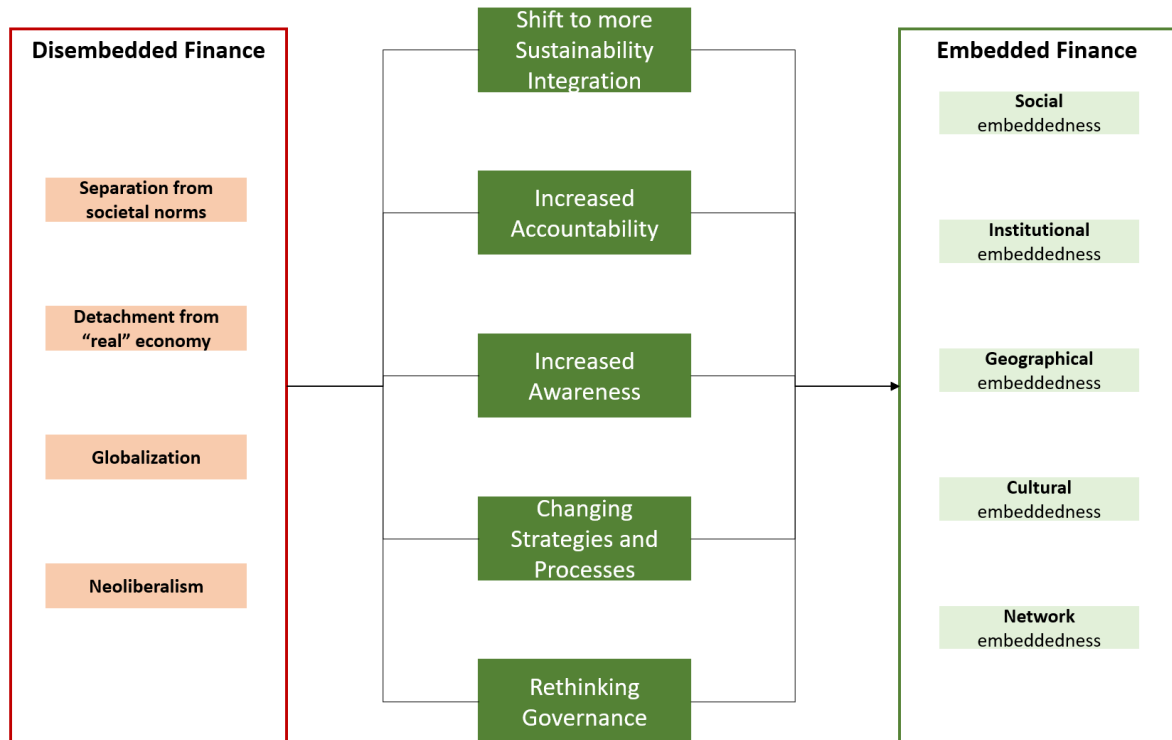 Disembedded Finance
Separation from
societal norms
Detachment from
“real” economy
Globalization
Neoliberalism
Shift to more
Sustainability
Integration
Increased
Accountability
Increased
Awareness
Changing
Strategies and
Processes
Rethinking
Governance
Embedded Finance
Social
embeddedness
Institutional
embeddedness
Geographical
embeddedness
Cultural
embeddedness
Network
embeddedness